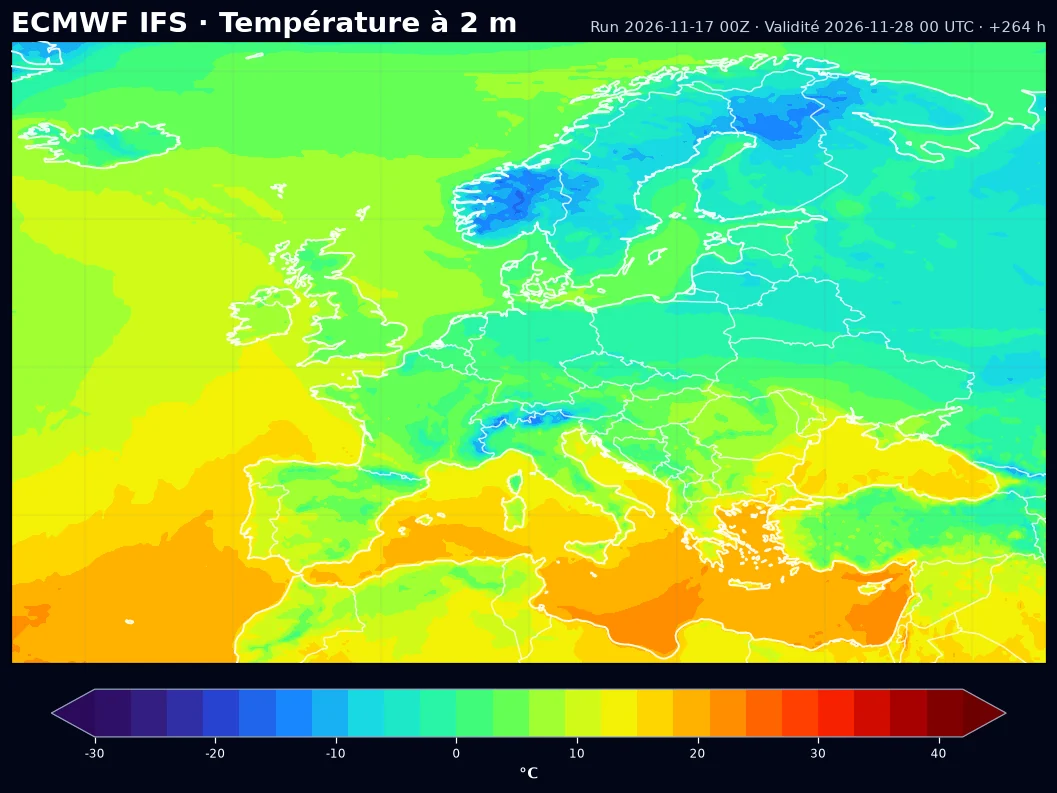 ECMWF IFS · Température à 2 m
Run 2026-11-17 00Z · Validité 2026-11-28 00 UTC · +264 h
-30 -20 -10 0 10 20 30 40
°C